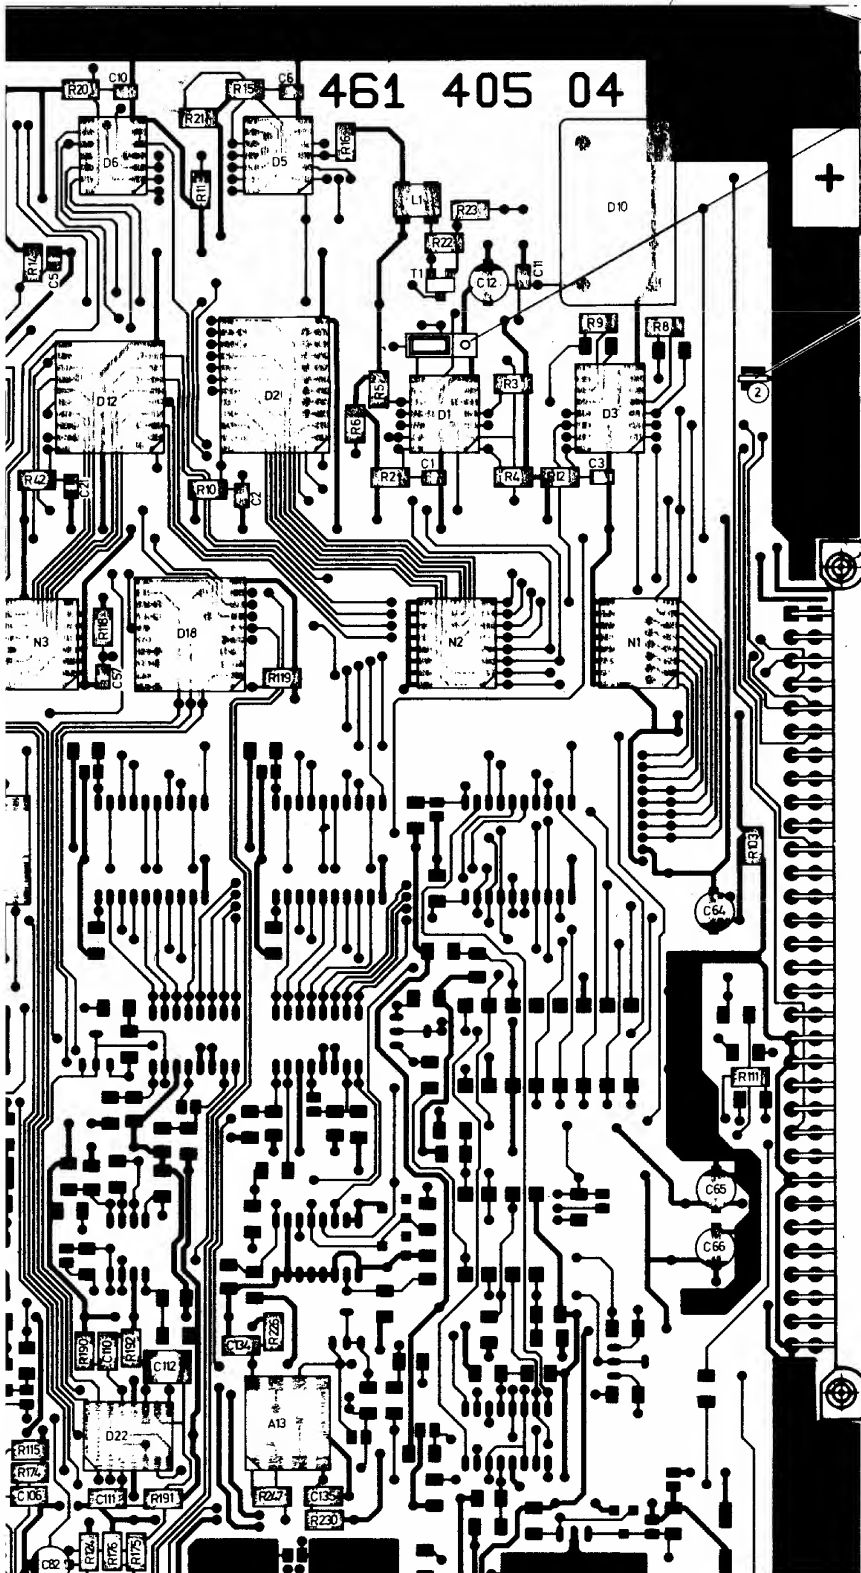 461 405 04
R20
C10
R15
C6
R21
R16
D6
D5
R11
L1
R23
D10
+
R22
R14
C5
T1
C12
C11
R9
R8
D12
D2
R5
R3
D1
D3
2
R6
R42
C21
R10
C2
R2
C1
R4
R12
C3
N3
R118
D18
N2
N1
C57
R119
R103
C64
R111
C65
C66
R190
C110
R192
C112
C134
R226
D22
A13
R115
R174
C106
C111
R191
R247
C135
R230
C82
R124
R176
R175